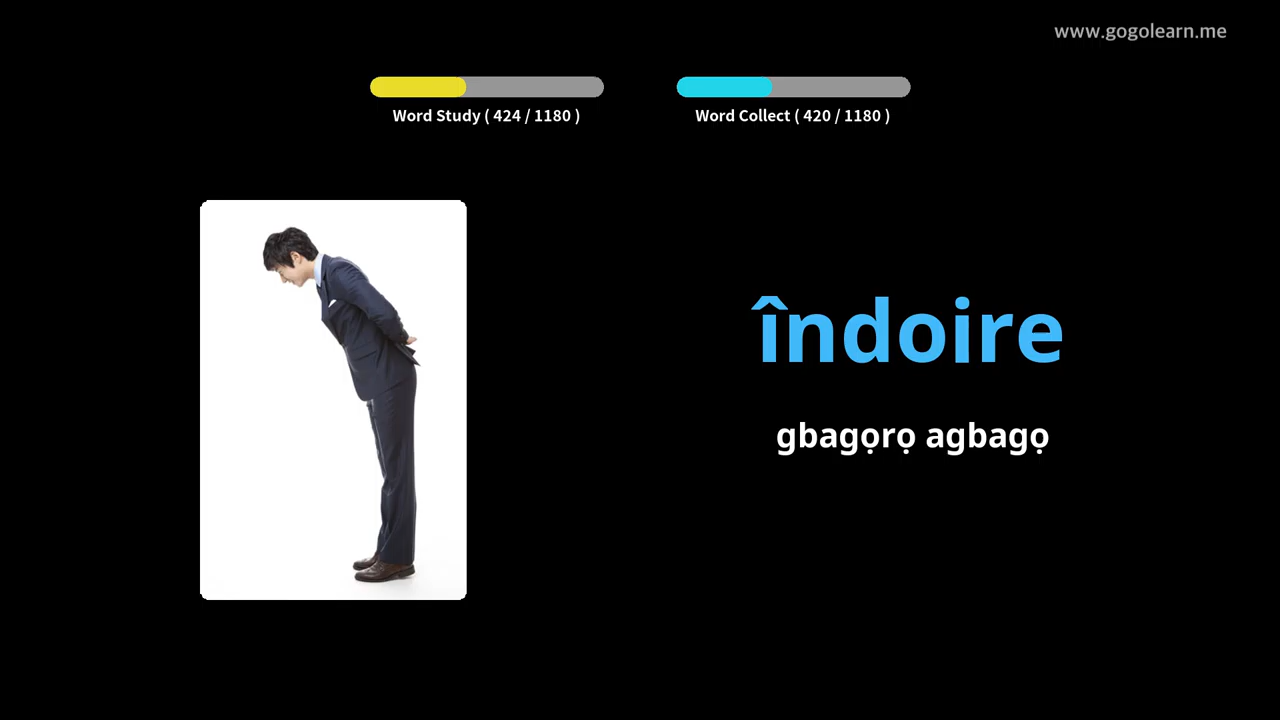 www.gogolearn.me
Word Study ( 424 / 1180 )
Word Collect ( 420 / 1180 )
îndoire
gbagọrọ agbagọ